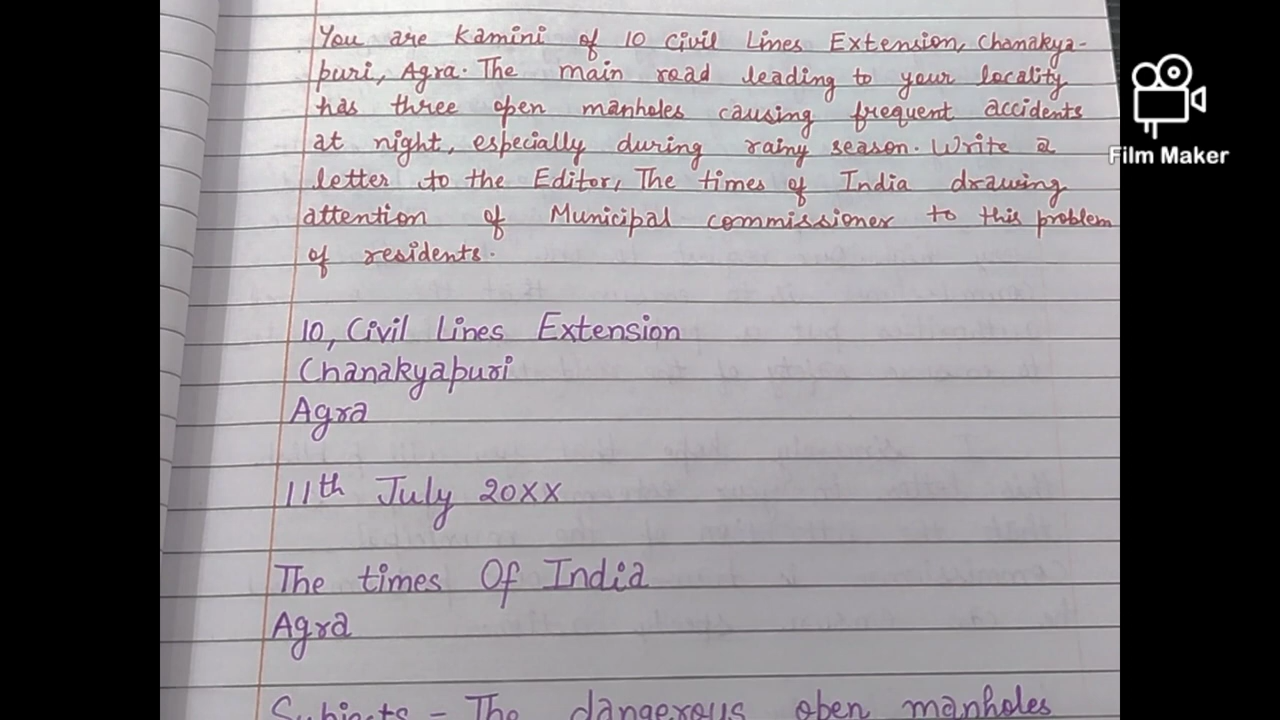 You are Kamini of 10 Civil Lines Extension, Chanakya-
puri, Agra. The main road leading to your locality
has three open manholes causing frequent accidents
at night, especially during rainy season. Write a
letter to the Editor, The times of India drawing
attention of Municipal commissioner to this problem
of residents.
10, Civil Lines Extension
Chanakyapuri
Agra
11th July 20XX
The times Of India
Agra
Subjects - The dangerous open manholes
Film Maker